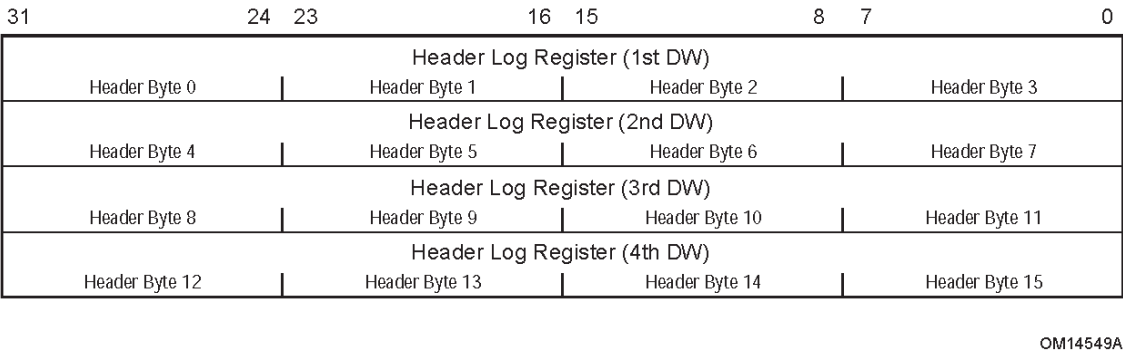 31 24 23 16 15 8 7 0
Header Log Register (1st DW)
Header Byte 0 Header Byte 1 Header Byte 2 Header Byte 3
Header Log Register (2nd DW)
Header Byte 4 Header Byte 5 Header Byte 6 Header Byte 7
Header Log Register (3rd DW)
Header Byte 8 Header Byte 9 Header Byte 10 Header Byte 11
Header Log Register (4th DW)
Header Byte 12 Header Byte 13 Header Byte 14 Header Byte 15
OM14549A